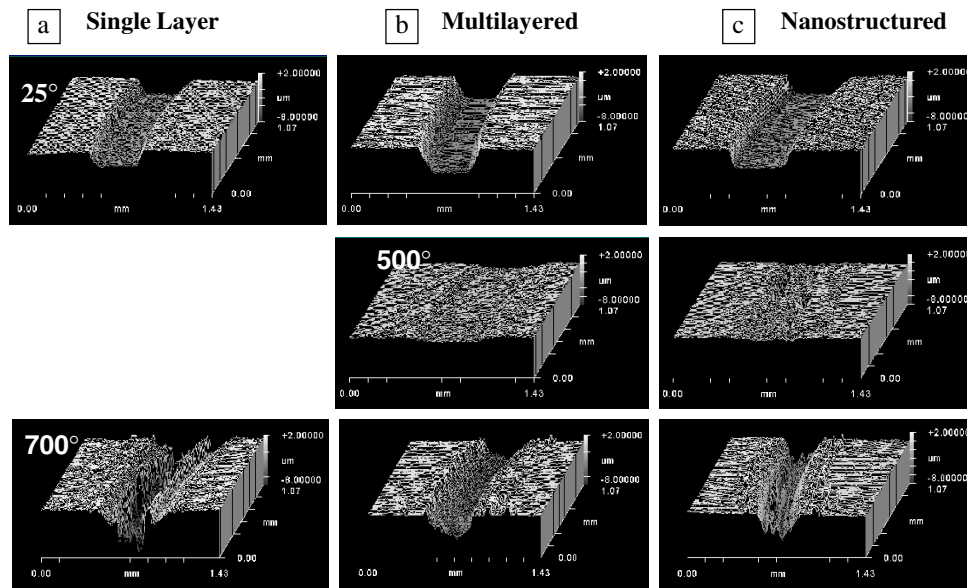 a Single Layer
b Multilayered
c Nanostructured
25°
+2.00000
um
-8.00000
1.07
mm
0.00
0.00 mm 1.43
+2.00000
um
-8.00000
1.07
mm
0.00
0.00 mm 1.43
+2.00000
um
-8.00000
1.07
mm
0.00
0.00 mm 1.43
500°
+2.00000
um
-8.00000
1.07
mm
0.00
0.00 mm 1.43
+2.00000
um
-8.00000
1.07
mm
0.00
0.00 mm 1.43
700°
+2.00000
um
-8.00000
1.07
mm
0.00
0.00 mm 1.43
+2.00000
um
-8.00000
1.07
mm
0.00
0.00 mm 1.43
+2.00000
um
-8.00000
1.07
mm
0.00
0.00 mm 1.43